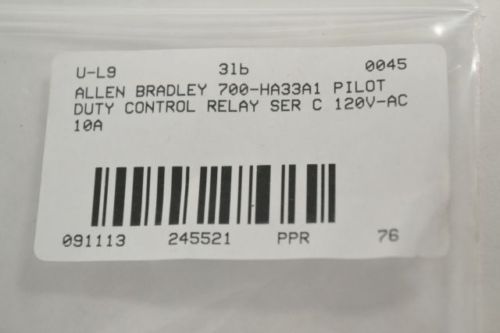 U-L9 31b 0045
ALLEN BRADLEY 700-HA33A1 PILOT
DUTY CONTROL RELAY SER C 120V-AC
10A
091113 245521 PPR 76